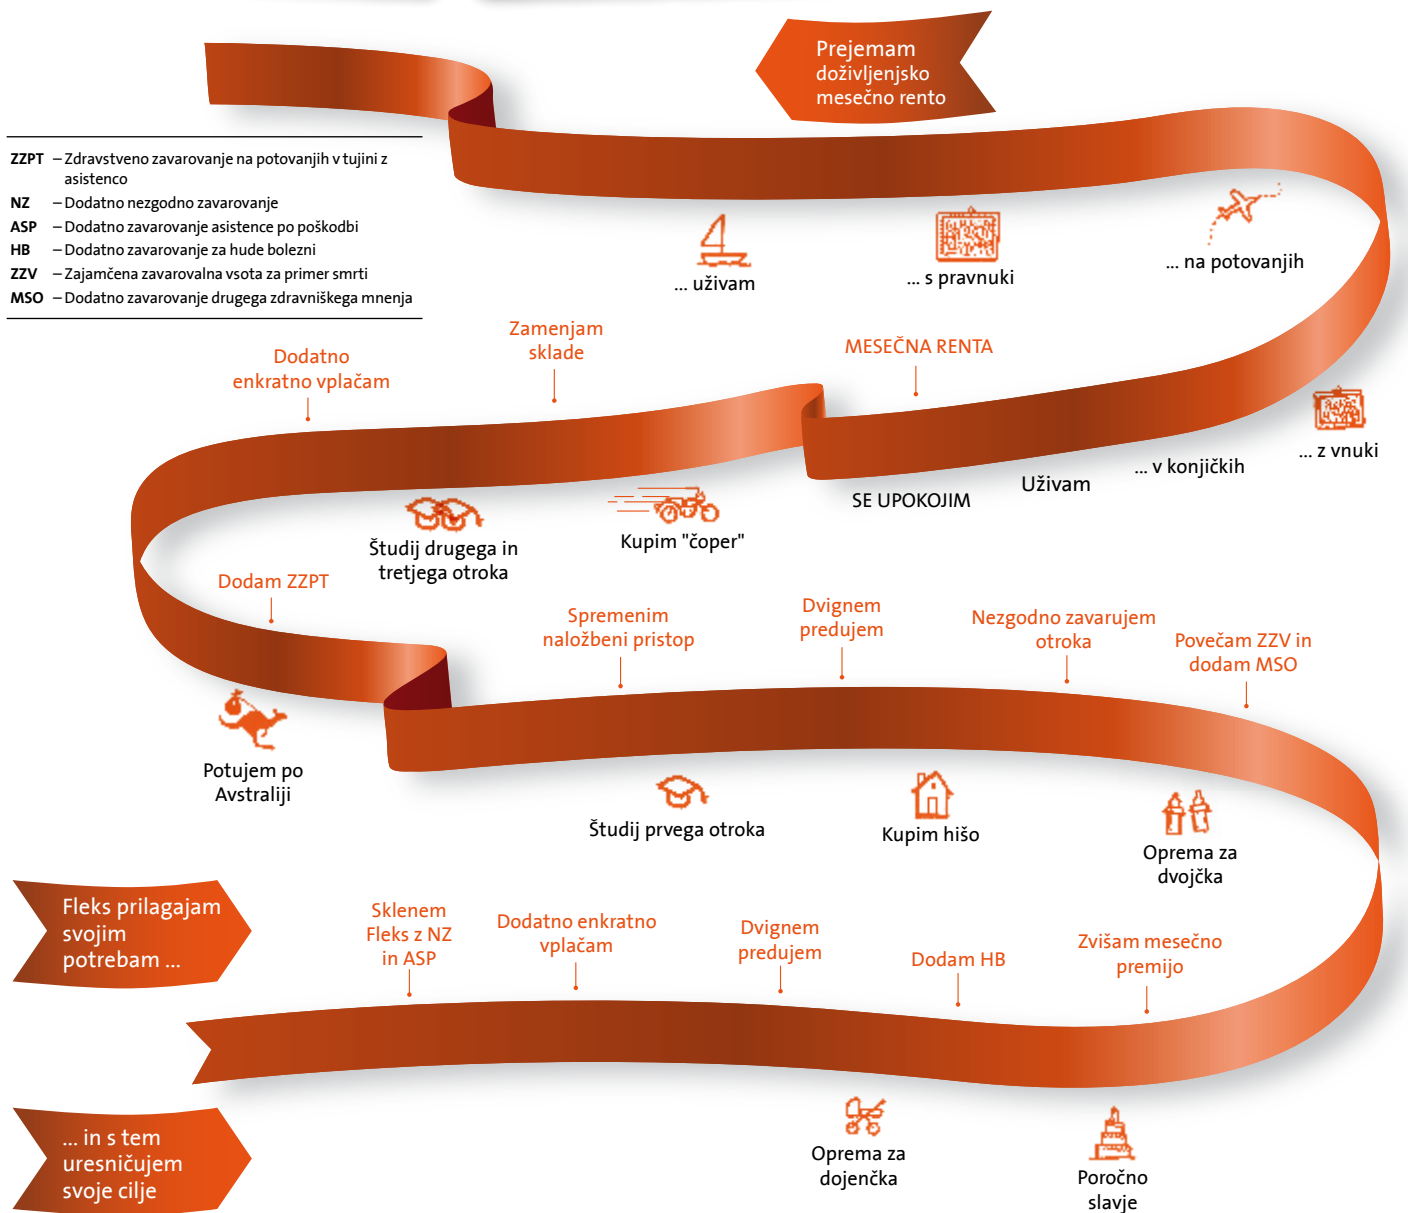 Prejemam
doživljenjsko
mesečno rento
ZZPT – Zdravstveno zavarovanje na potovanjih v tujini z
asistenco
NZ – Dodatno nezgodno zavarovanje
ASP – Dodatno zavarovanje asistence po poškodbi
HB – Dodatno zavarovanje za hude bolezni
ZZV – Zajamčena zavarovalna vsota za primer smrti
MSO – Dodatno zavarovanje drugega zdravniškega mnenja
... uživam
... s pravnuki
... na potovanjih
Dodatno
enkratno vplačam
Zamenjam
sklade
MESEČNA RENTA
... z vnuki
... v konjičkih
Uživam
SE UPOKOJIM
Študij drugega in
tretjega otroka
Kupim "čoper"
Dodam ZZPT
Spremenim
naložbeni pristop
Dvignem
predujem
Nezgodno zavarujem
otroka
Povečam ZZV in
dodam MSO
Potujem po
Avstraliji
Študij prvega otroka
Kupim hišo
Oprema za
dvojčka
Fleks prilagajam
svojim
potrebam ...
Sklenem
Fleks z NZ
in ASP
Dodatno enkratno
vplačam
Dvignem
predujem
Dodam HB
Zvišam mesečno
premijo
... in s tem
uresničujem
svoje cilje
Oprema za
dojenčka
Poročno
slavje